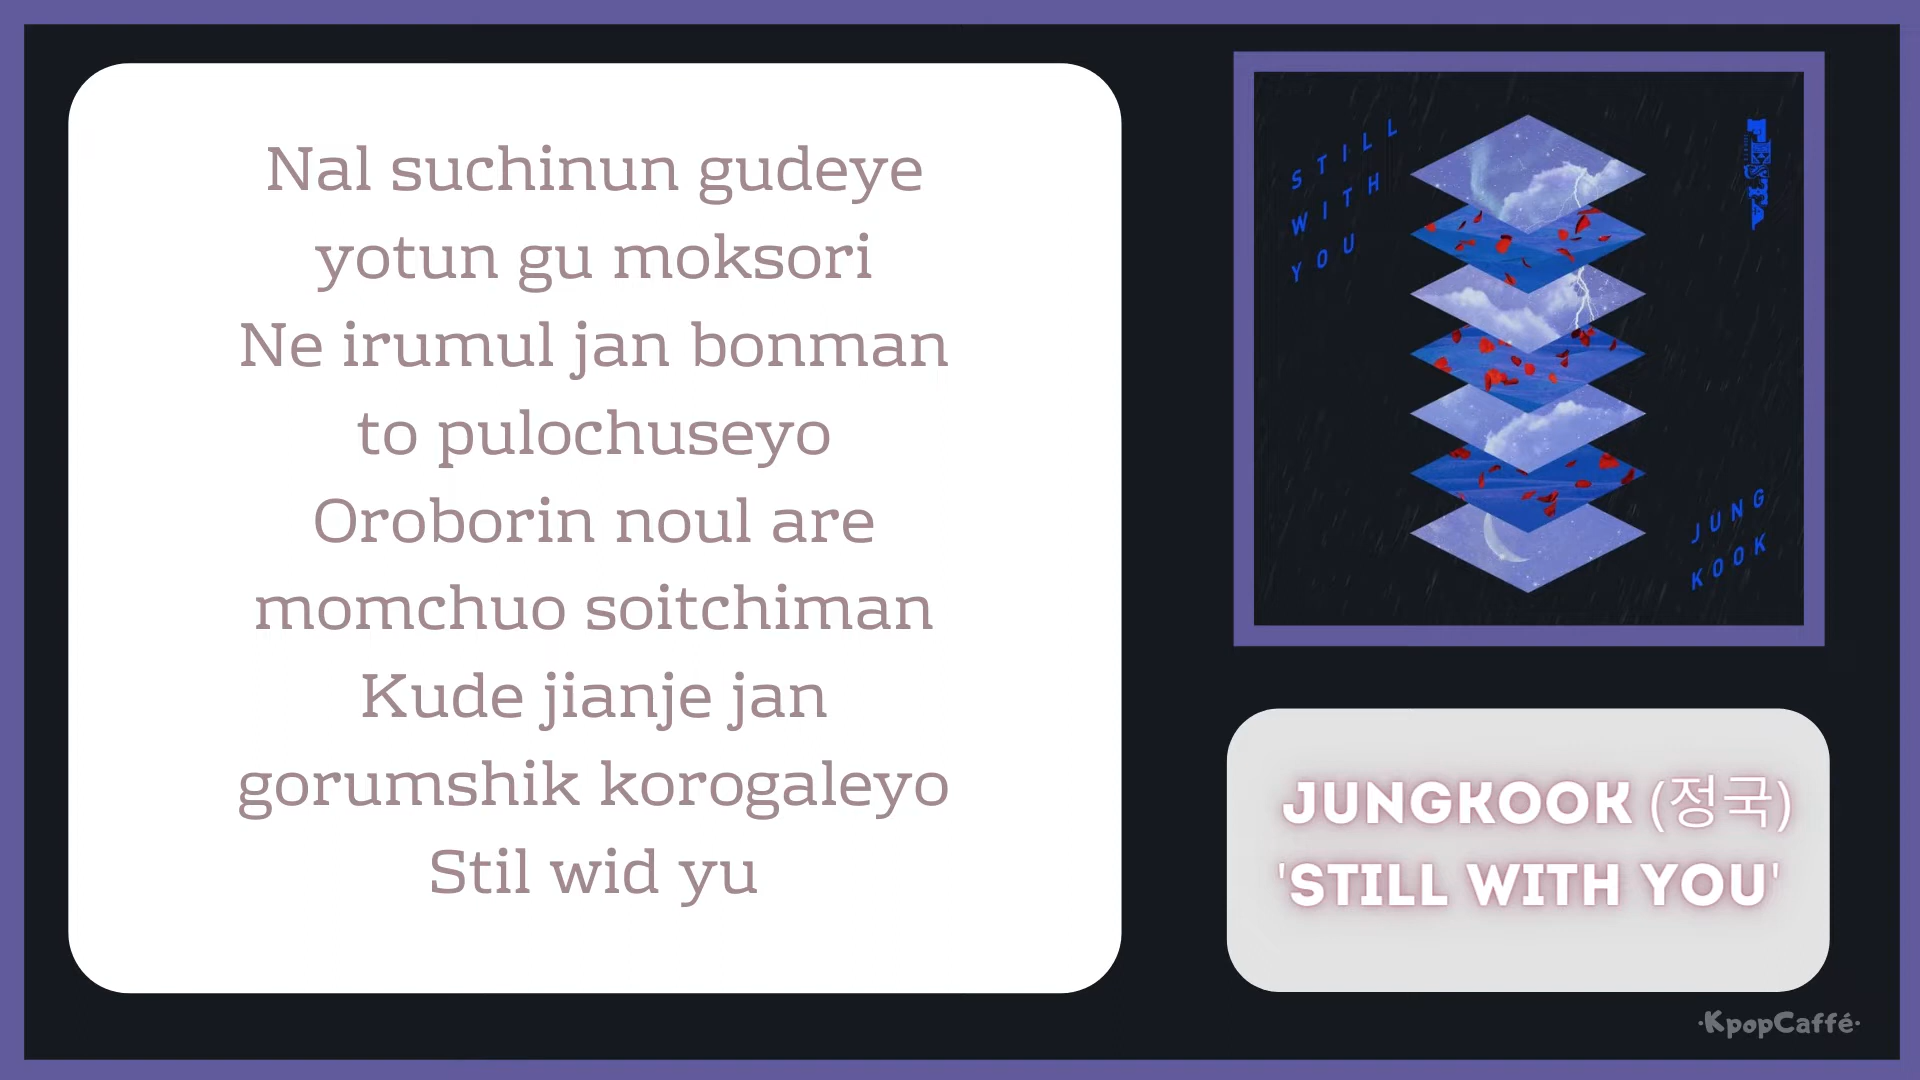 Nal suchinun gudeye
yotun gu moksori
Ne irumul jan bonman
to pulochuseyo
Oroborin noul are
momchuo soitchiman
Kude jianje jan
gorumshik korogaleyo
Stil wid yu
STILL
WITH
YOU
FESTA
JUNG
KOOK
JUNGKOOK (정국)
'STILL WITH YOU'
·KpopCaffé·